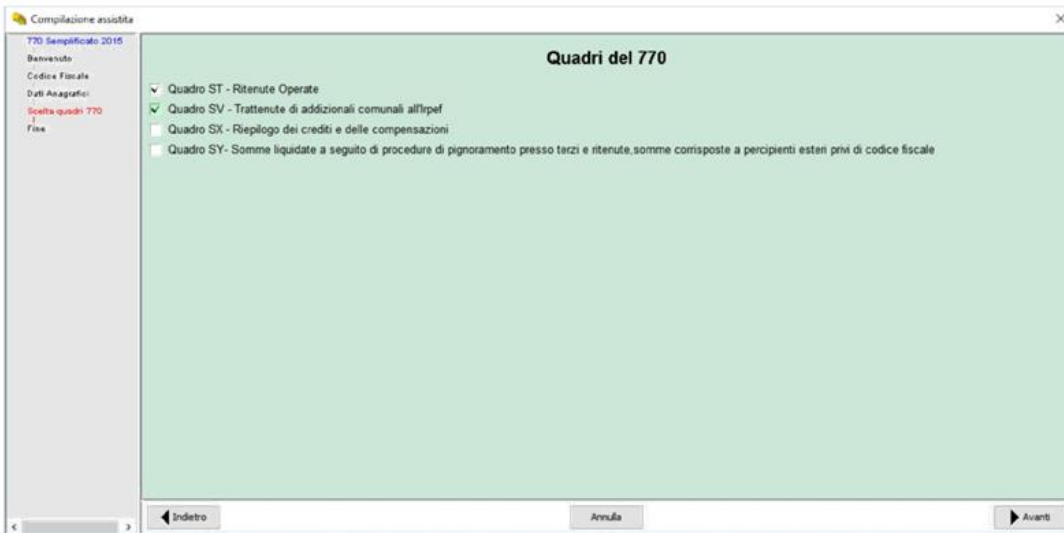 Compilazione assistita
770 Semplificato 2015
Benvenuto
Codice Fiscale
Dati Anagrafici
Scelta quadri 770
Fine
Quadri del 770
Quadro ST - Ritenute Operate
Quadro SV - Trattenute di addizionali comunali all'Irpef
Quadro SX - Riepilogo dei crediti e delle compensazioni
Quadro SY- Somme liquidate a seguito di procedure di pignoramento presso terzi e ritenute,somme corrisposte a percipienti esteri privi di codice fiscale
Indietro
Annulla
Avanti